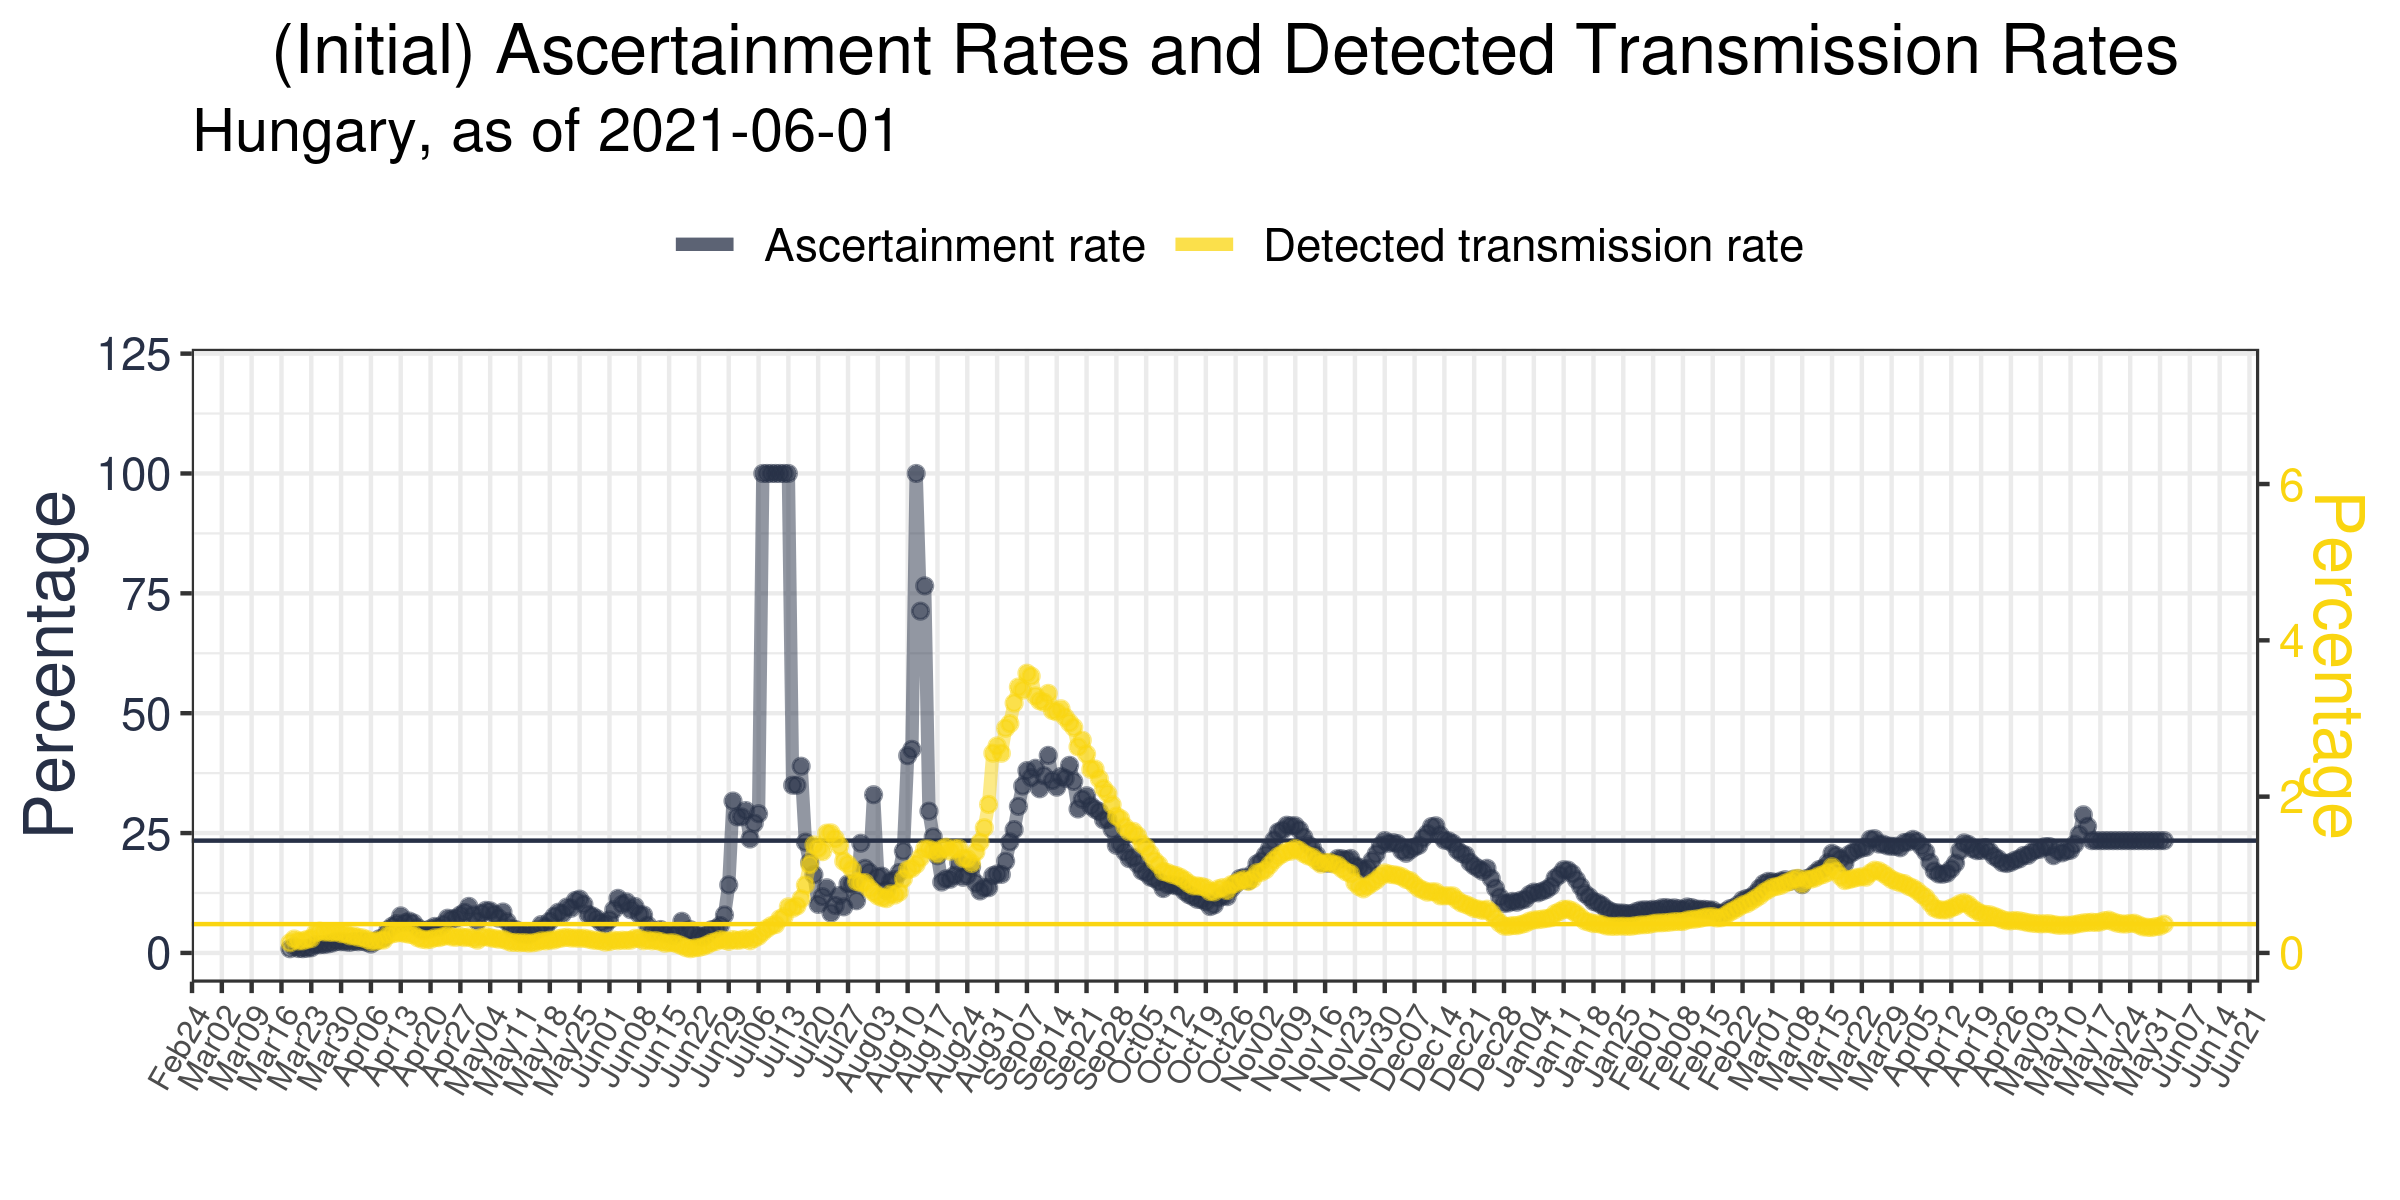 (Initial) Ascertainment Rates and Detected Transmission Rates
Hungary, as of 2021-06-01
Ascertainment rate
Detected transmission rate
Percentage
125
100
75
50
25
0
6
4
2
0
Percentage
Feb24
Mar02
Mar09
Mar16
Mar23
Mar30
Apr06
Apr13
Apr20
Apr27
May04
May11
May18
May25
Jun01
Jun08
Jun15
Jun22
Jun29
Jul06
Jul13
Jul20
Jul27
Aug03
Aug10
Aug17
Aug24
Aug31
Sep07
Sep14
Sep21
Sep28
Oct05
Oct12
Oct19
Oct26
Nov02
Nov09
Nov16
Nov23
Nov30
Dec07
Dec14
Dec21
Dec28
Jan04
Jan11
Jan18
Jan25
Feb01
Feb08
Feb15
Feb22
Mar01
Mar08
Mar15
Mar22
Mar29
Apr05
Apr12
Apr19
Apr26
May03
May10
May17
May24
May31
Jun07
Jun14
Jun21